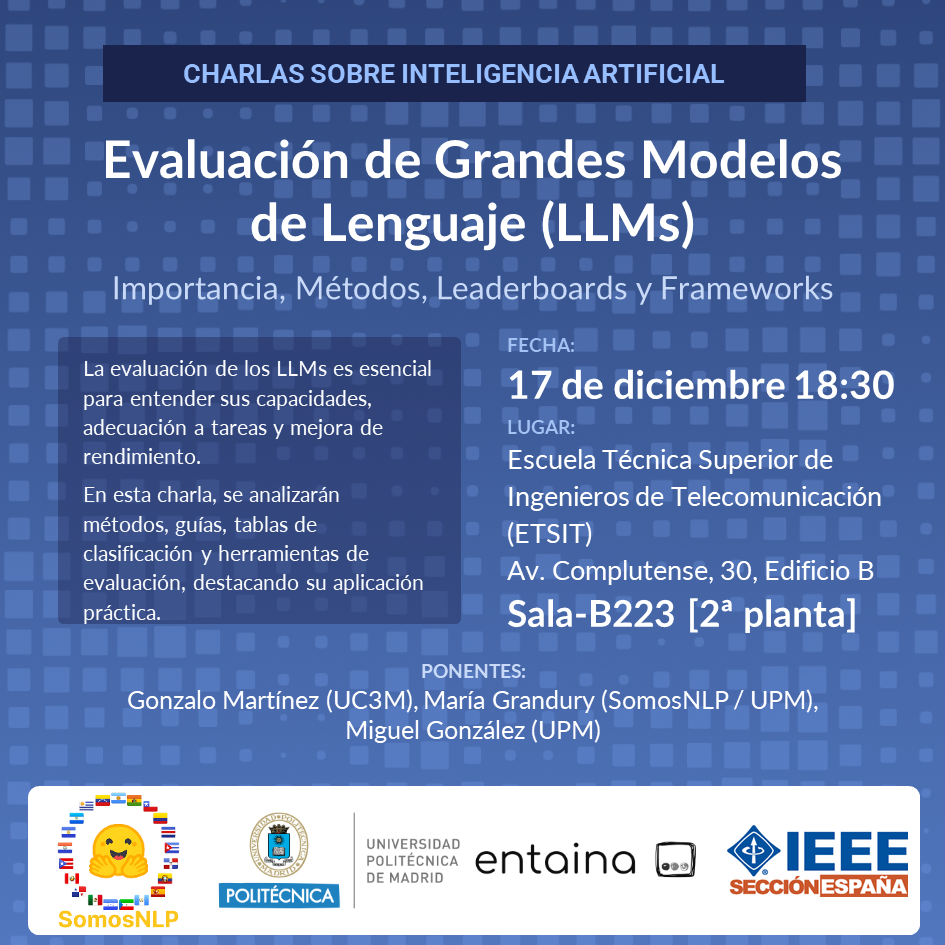 CHARLAS SOBRE INTELIGENCIA ARTIFICIAL
Evaluación de Grandes Modelos
de Lenguaje (LLMs)
Importancia, Métodos, Leaderboards y Frameworks
La evaluación de los LLMs es esencial
para entender sus capacidades,
adecuación a tareas y mejora de
rendimiento.
En esta charla, se analizarán
métodos, guías, tablas de
clasificación y herramientas de
evaluación, destacando su aplicación
práctica.
FECHA:
17 de diciembre 18:30
LUGAR:
Escuela Técnica Superior de
Ingenieros de Telecomunicación
(ETSIT)
Av. Complutense, 30, Edificio B
Sala-B223 [2ª planta]
PONENTES:
Gonzalo Martínez (UC3M), María Grandury (SomosNLP / UPM),
Miguel González (UPM)
SomosNLP
UNIVERSIDAD POLITÉCNICA
MADRID
POLITÉCNICA
UNIVERSIDAD
POLITÉCNICA
DE MADRID
entaina
IEEE
SECCIÓN ESPAÑA